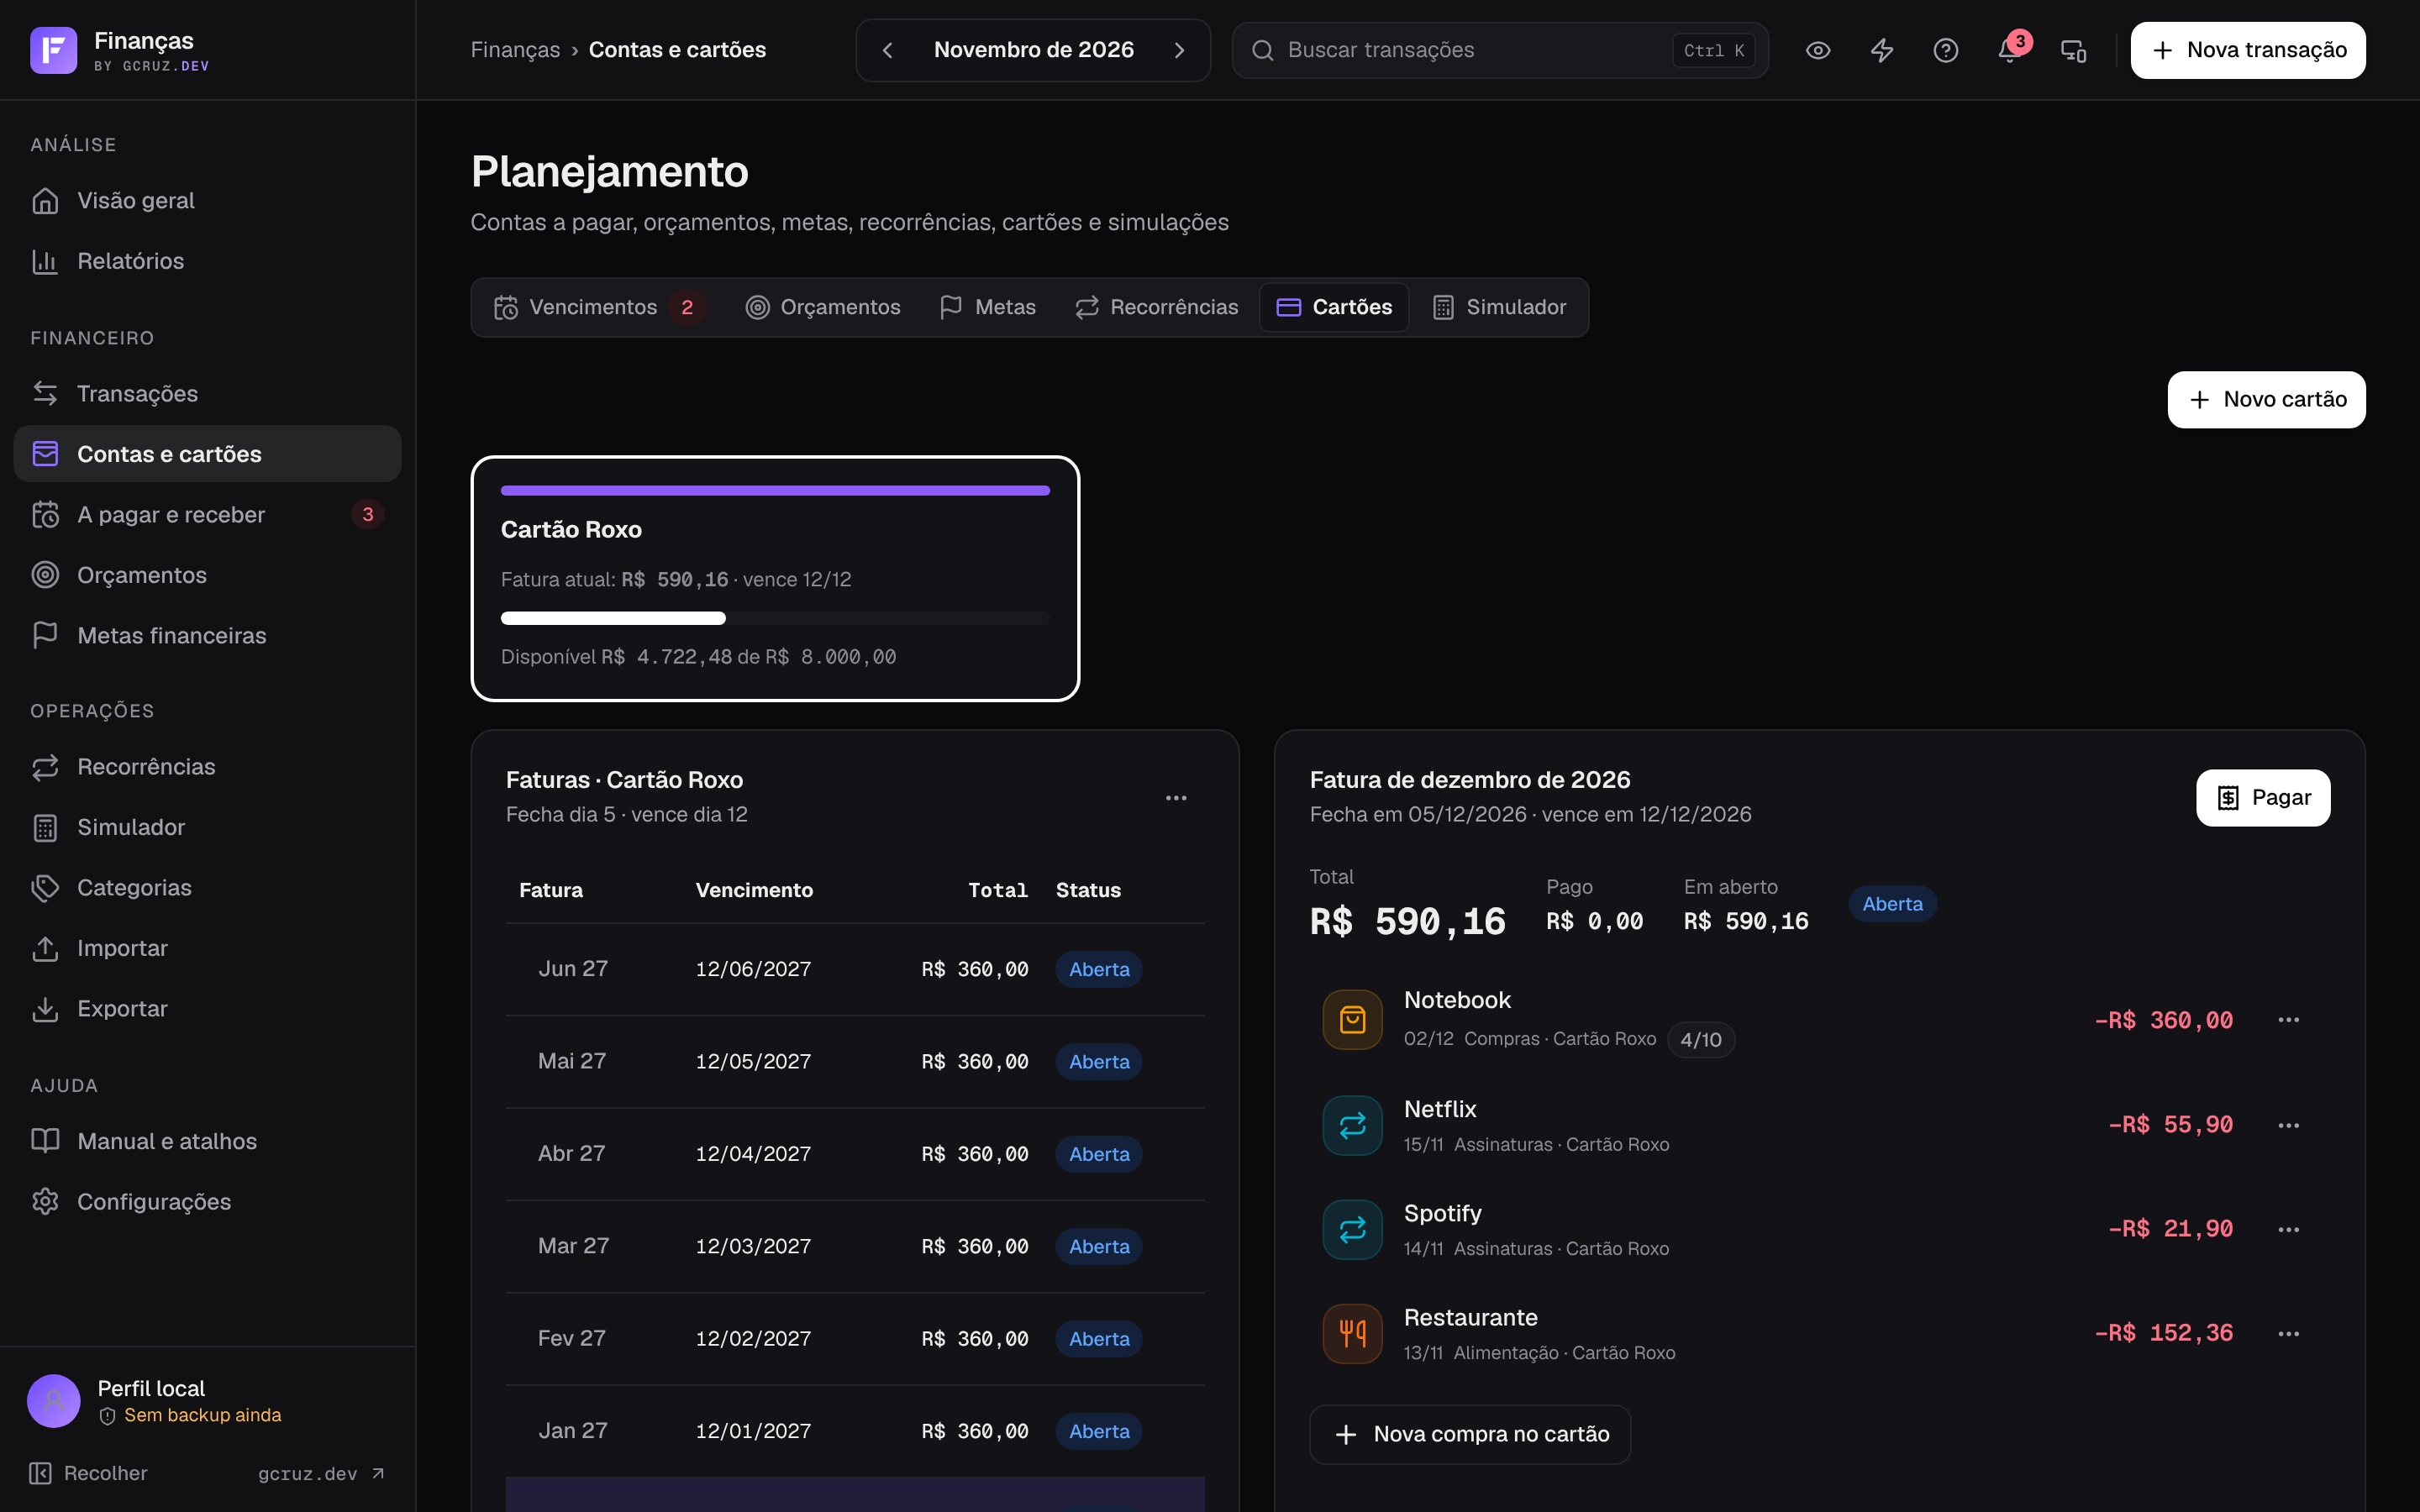 Finanças
BY GCRUZ.DEV
ANÁLISE
Visão geral
Relatórios
FINANCEIRO
Transações
Contas e cartões
A pagar e receber 3
Orçamentos
Metas financeiras
OPERAÇÕES
Recorrências
Simulador
Categorias
Importar
Exportar
AJUDA
Manual e atalhos
Configurações
Perfil local
Sem backup ainda
Recolher gcruz.dev
Finanças › Contas e cartões
Novembro de 2026
Buscar transações Ctrl K
3
Nova transação
Planejamento
Contas a pagar, orçamentos, metas, recorrências, cartões e simulações
Vencimentos 2 Orçamentos Metas Recorrências Cartões Simulador
Novo cartão
Cartão Roxo
Fatura atual: R$ 590,16 · vence 12/12
Disponível R$ 4.722,48 de R$ 8.000,00
Faturas · Cartão Roxo
Fecha dia 5 · vence dia 12
Fatura Vencimento Total Status
Jun 27 12/06/2027 R$ 360,00 Aberta
Mai 27 12/05/2027 R$ 360,00 Aberta
Abr 27 12/04/2027 R$ 360,00 Aberta
Mar 27 12/03/2027 R$ 360,00 Aberta
Fev 27 12/02/2027 R$ 360,00 Aberta
Jan 27 12/01/2027 R$ 360,00 Aberta
Fatura de dezembro de 2026
Fecha em 05/12/2026 · vence em 12/12/2026
Pagar
Total Pago Em aberto
R$ 590,16 R$ 0,00 R$ 590,16 Aberta
Notebook
02/12 Compras · Cartão Roxo 4/10
−R$ 360,00
Netflix
15/11 Assinaturas · Cartão Roxo
−R$ 55,90
Spotify
14/11 Assinaturas · Cartão Roxo
−R$ 21,90
Restaurante
13/11 Alimentação · Cartão Roxo
−R$ 152,36
Nova compra no cartão